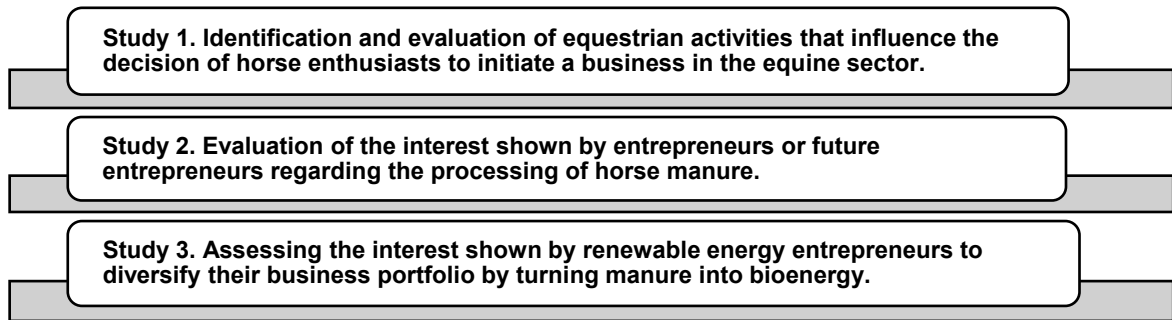 Study 1. Identification and evaluation of equestrian activities that influence the
decision of horse enthusiasts to initiate a business in the equine sector.
Study 2. Evaluation of the interest shown by entrepreneurs or future
entrepreneurs regarding the processing of horse manure.
Study 3. Assessing the interest shown by renewable energy entrepreneurs to
diversify their business portfolio by turning manure into bioenergy.